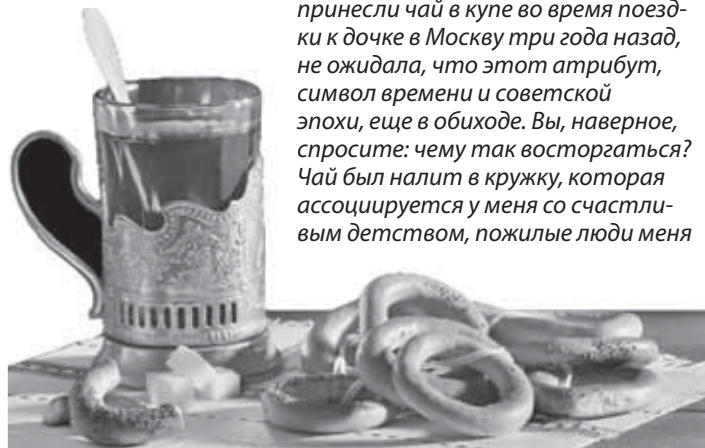 принесли чай в купе во время поезд-
ки к дочке в Москву три года назад,
не ожидала, что этот атрибут,
символ времени и советской
эпохи, еще в обиходе. Вы, наверное,
спросите: чему так восторгаться?
Чай был налит в кружку, которая
ассоциируется у меня со счастли-
вым детством, пожилые люди меня